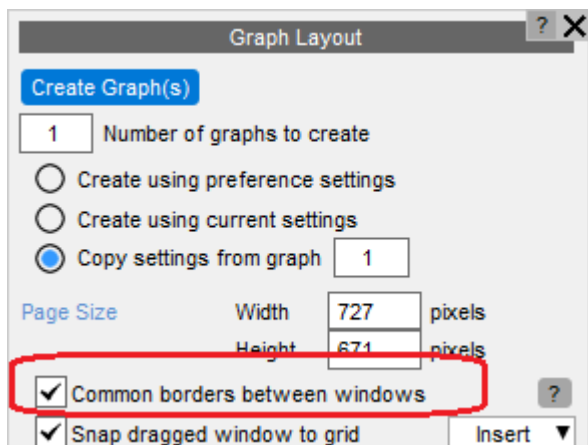 Graph Layout
? X
Create Graph(s)
1 Number of graphs to create
Create using preference settings
Create using current settings
Copy settings from graph 1
Page Size Width 727 pixels
Height 671 pixels
Common borders between windows ?
Snap dragged window to grid Insert ▼